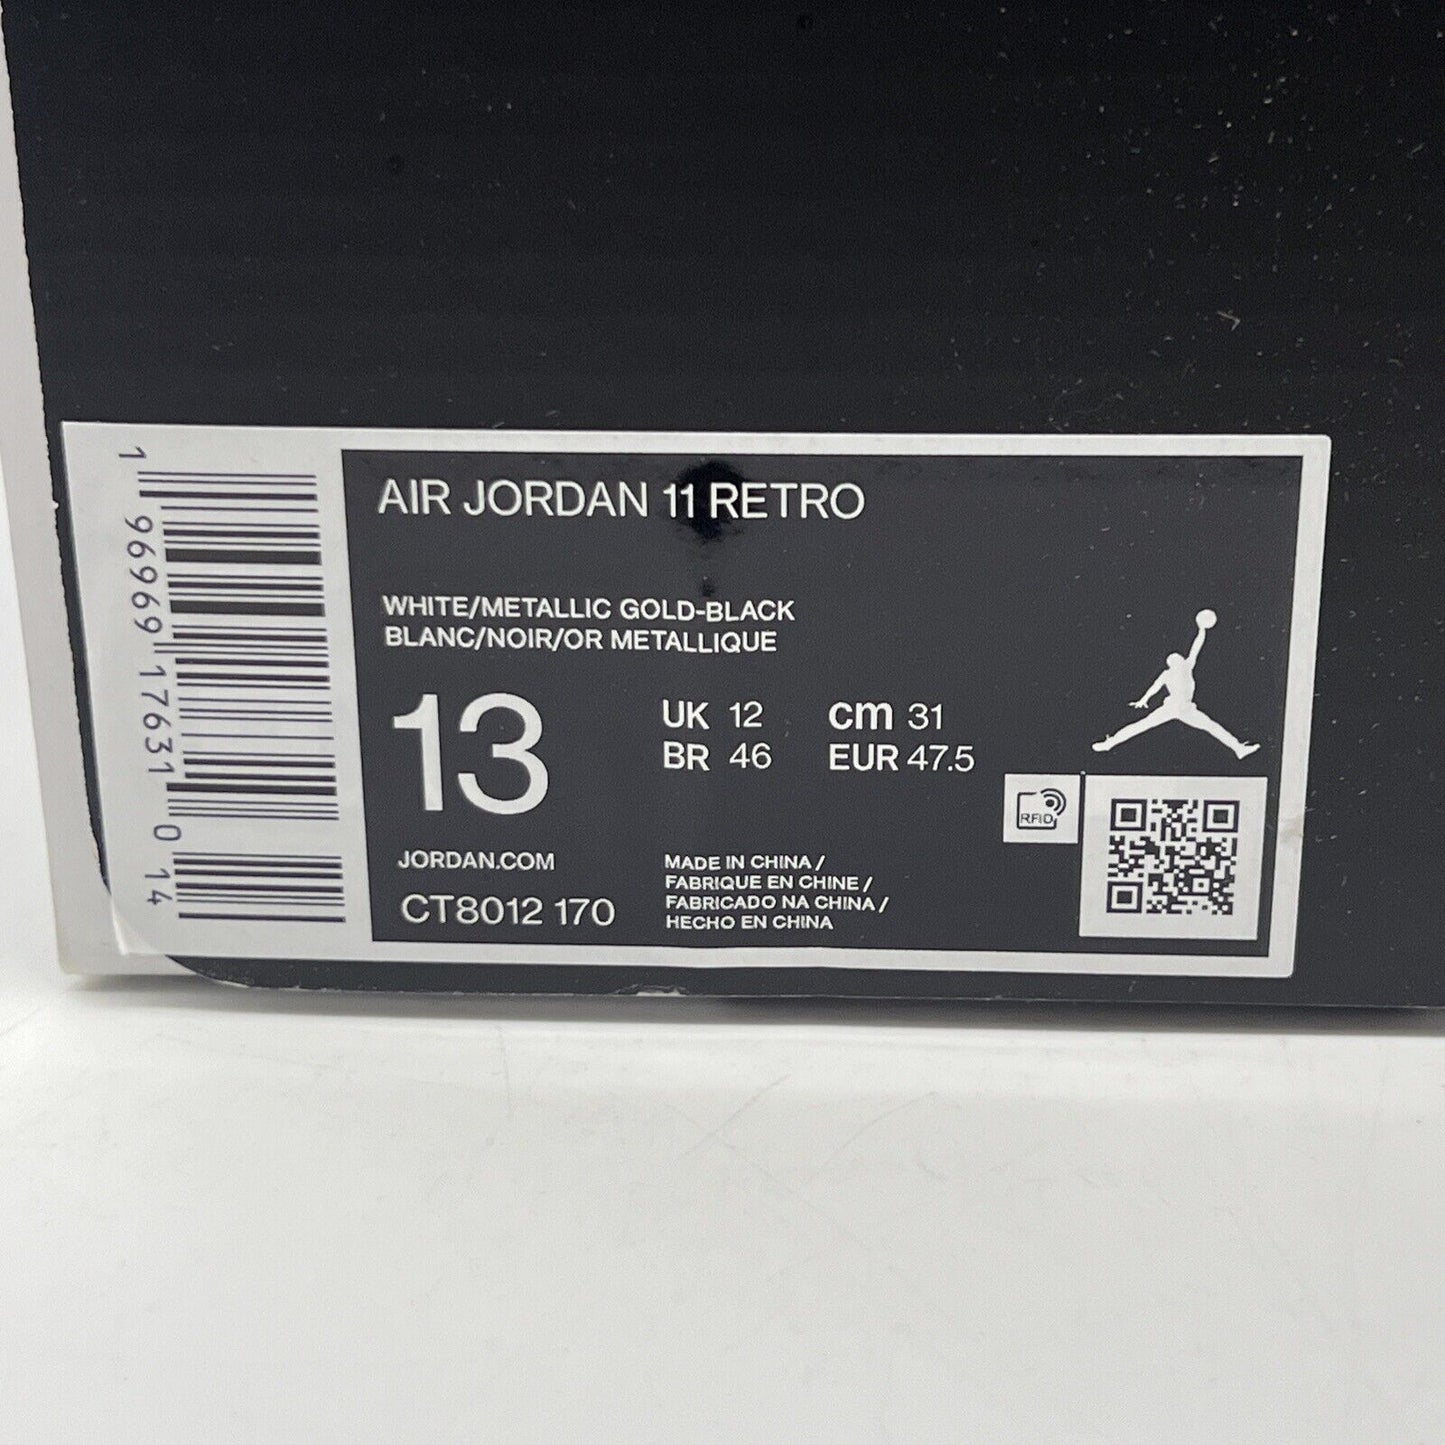 AIR JORDAN 11 RETRO
WHITE/METALLIC GOLD-BLACK
BLANC/NOIR/OR METALLIQUE
13
UK 12 cm 31
BR 46 EUR 47.5
RFID
JORDAN.COM
CT8012 170
MADE IN CHINA /
FABRIQUE EN CHINE /
FABRICADO NA CHINA /
HECHO EN CHINA
1 96969 17631 0 14